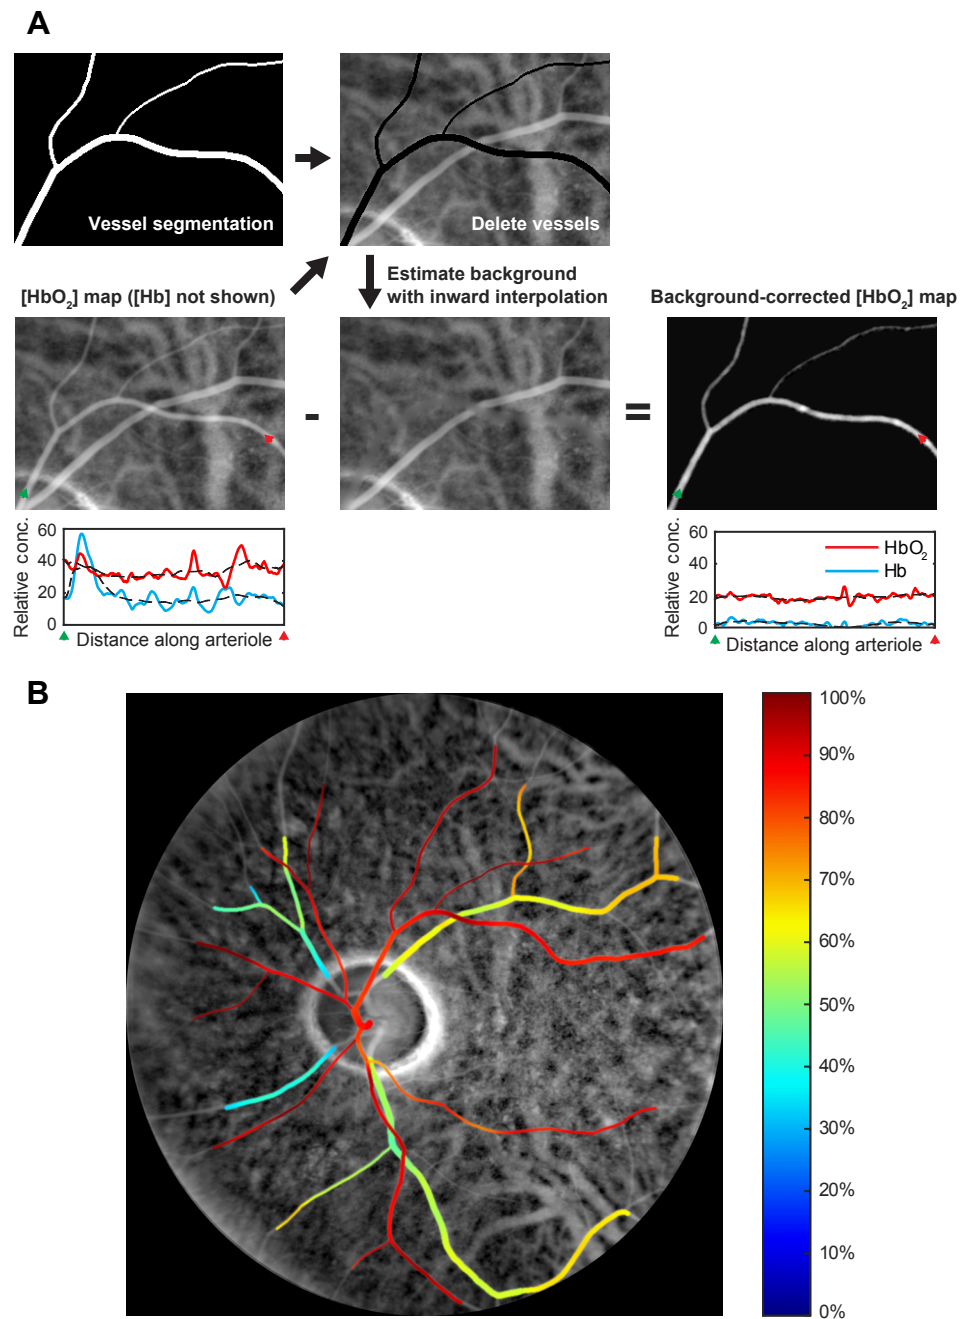 A
Vessel segmentation
Delete vessels
Estimate background
with inward interpolation
[HbO2] map ([Hb] not shown)
Background-corrected [HbO2] map
-
=
Relative conc.
60
40
20
0
Distance along arteriole
Relative conc.
60
40
20
0
HbO2
Hb
Distance along arteriole
B
100%
90%
80%
70%
60%
50%
40%
30%
20%
10%
0%